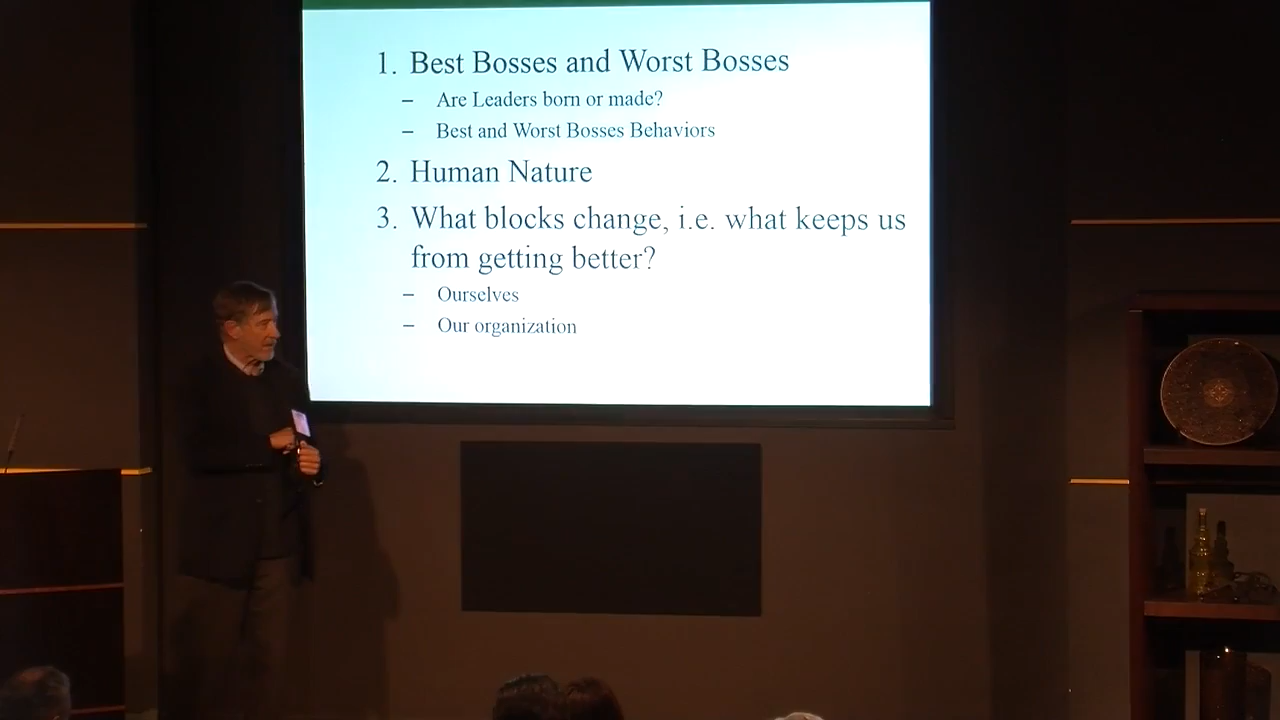 1. Best Bosses and Worst Bosses
– Are Leaders born or made?
– Best and Worst Bosses Behaviors
2. Human Nature
3. What blocks change, i.e. what keeps us
from getting better?
– Ourselves
– Our organization